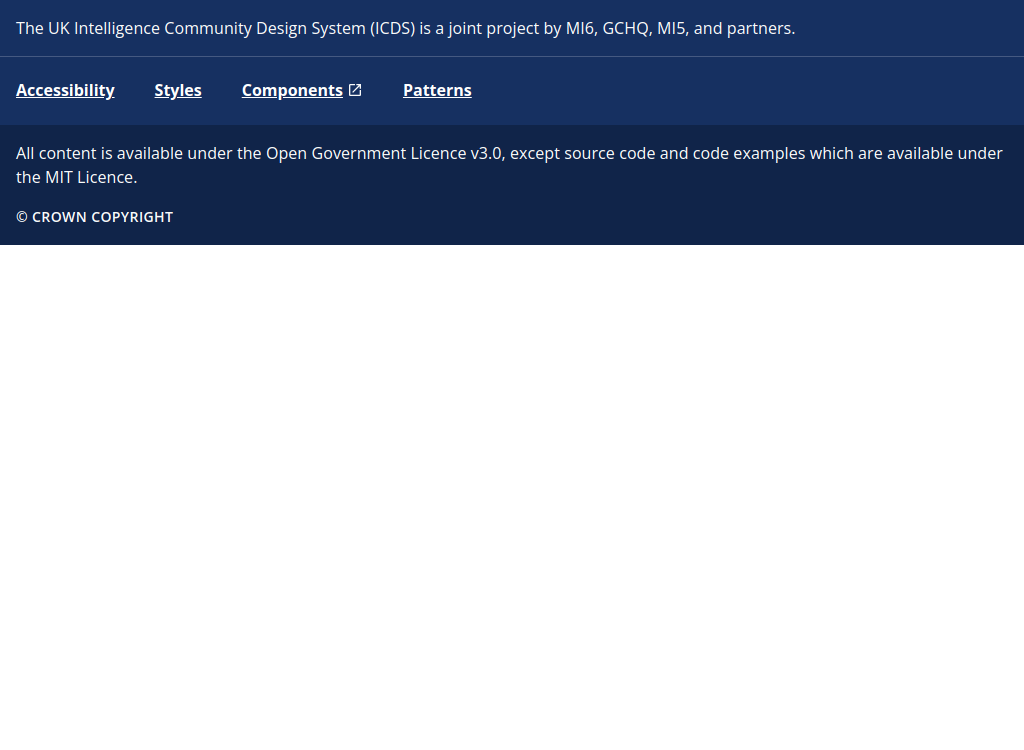 The UK Intelligence Community Design System (ICDS) is a joint project by MI6, GCHQ, MI5, and partners.
Accessibility Styles Components Patterns
All content is available under the Open Government Licence v3.0, except source code and code examples which are available under
the MIT Licence.
© CROWN COPYRIGHT